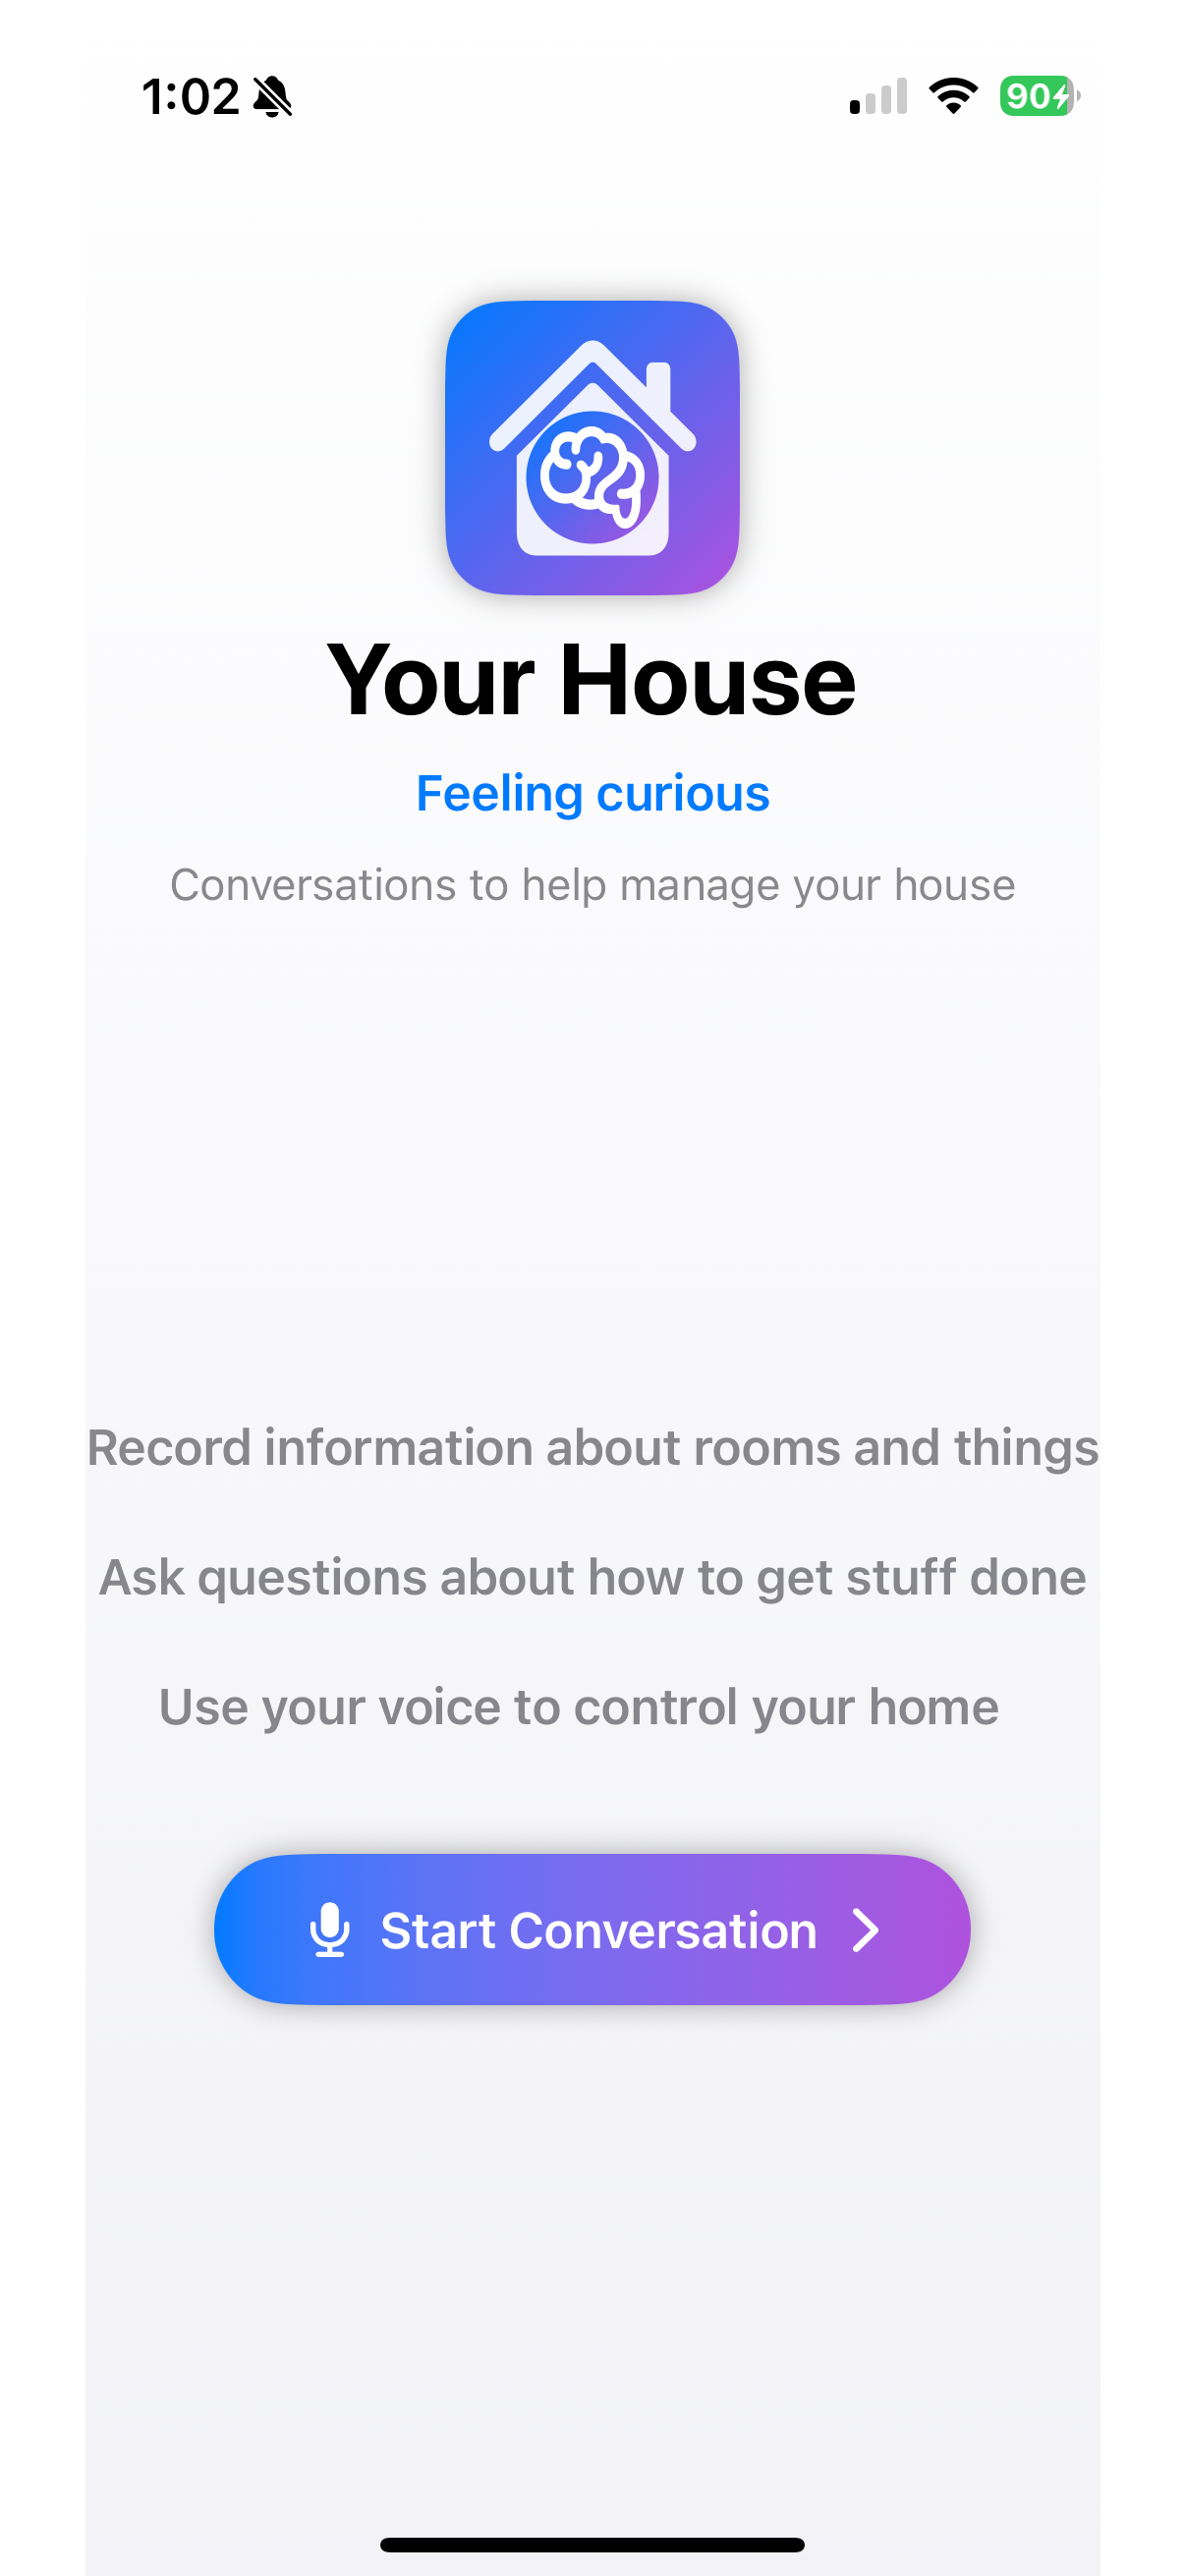 1:02
90
Your House
Feeling curious
Conversations to help manage your house
Record information about rooms and things
Ask questions about how to get stuff done
Use your voice to control your home
Start Conversation